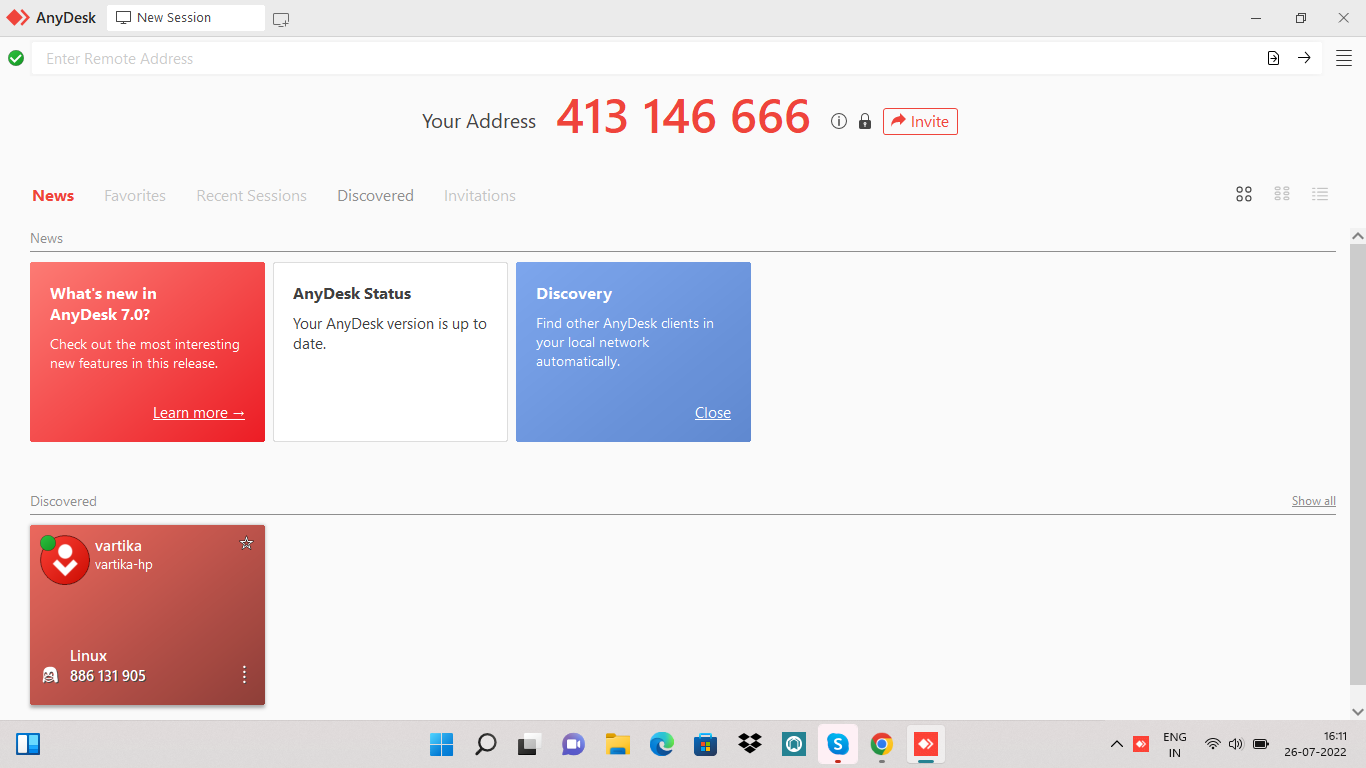 AnyDesk
New Session
Enter Remote Address
Your Address 413 146 666 Invite
News Favorites Recent Sessions Discovered Invitations
News
What's new in
AnyDesk 7.0?
Check out the most interesting
new features in this release.
Learn more →
AnyDesk Status
Your AnyDesk version is up to
date.
Discovery
Find other AnyDesk clients in
your local network
automatically.
Close
Discovered Show all
vartika
vartika-hp
Linux
886 131 905
ENG
IN
16:11
26-07-2022